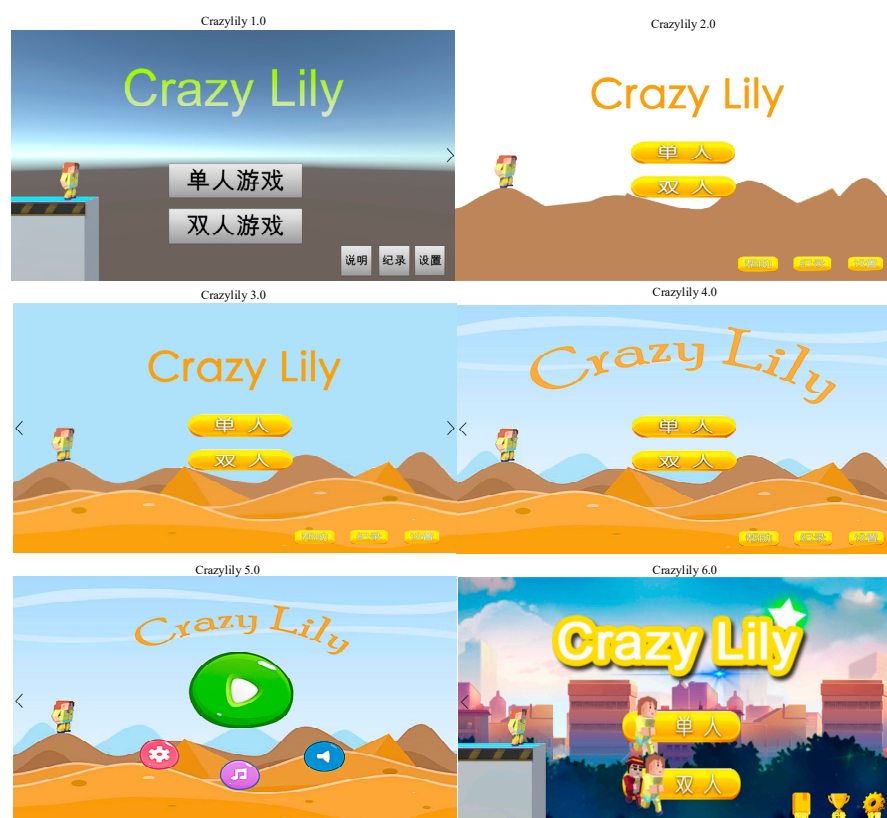 Crazylily 1.0
Crazy Lily
单人游戏
双人游戏
说明 纪录 设置
Crazylily 2.0
Crazy Lily
单 人
双 人
Crazylily 3.0
Crazy Lily
单 人
双 人
Crazylily 4.0
Crazy Lily
单 人
双 人
Crazylily 5.0
Crazy Lily
Crazylily 6.0
Crazy Lily
单 人
双 人